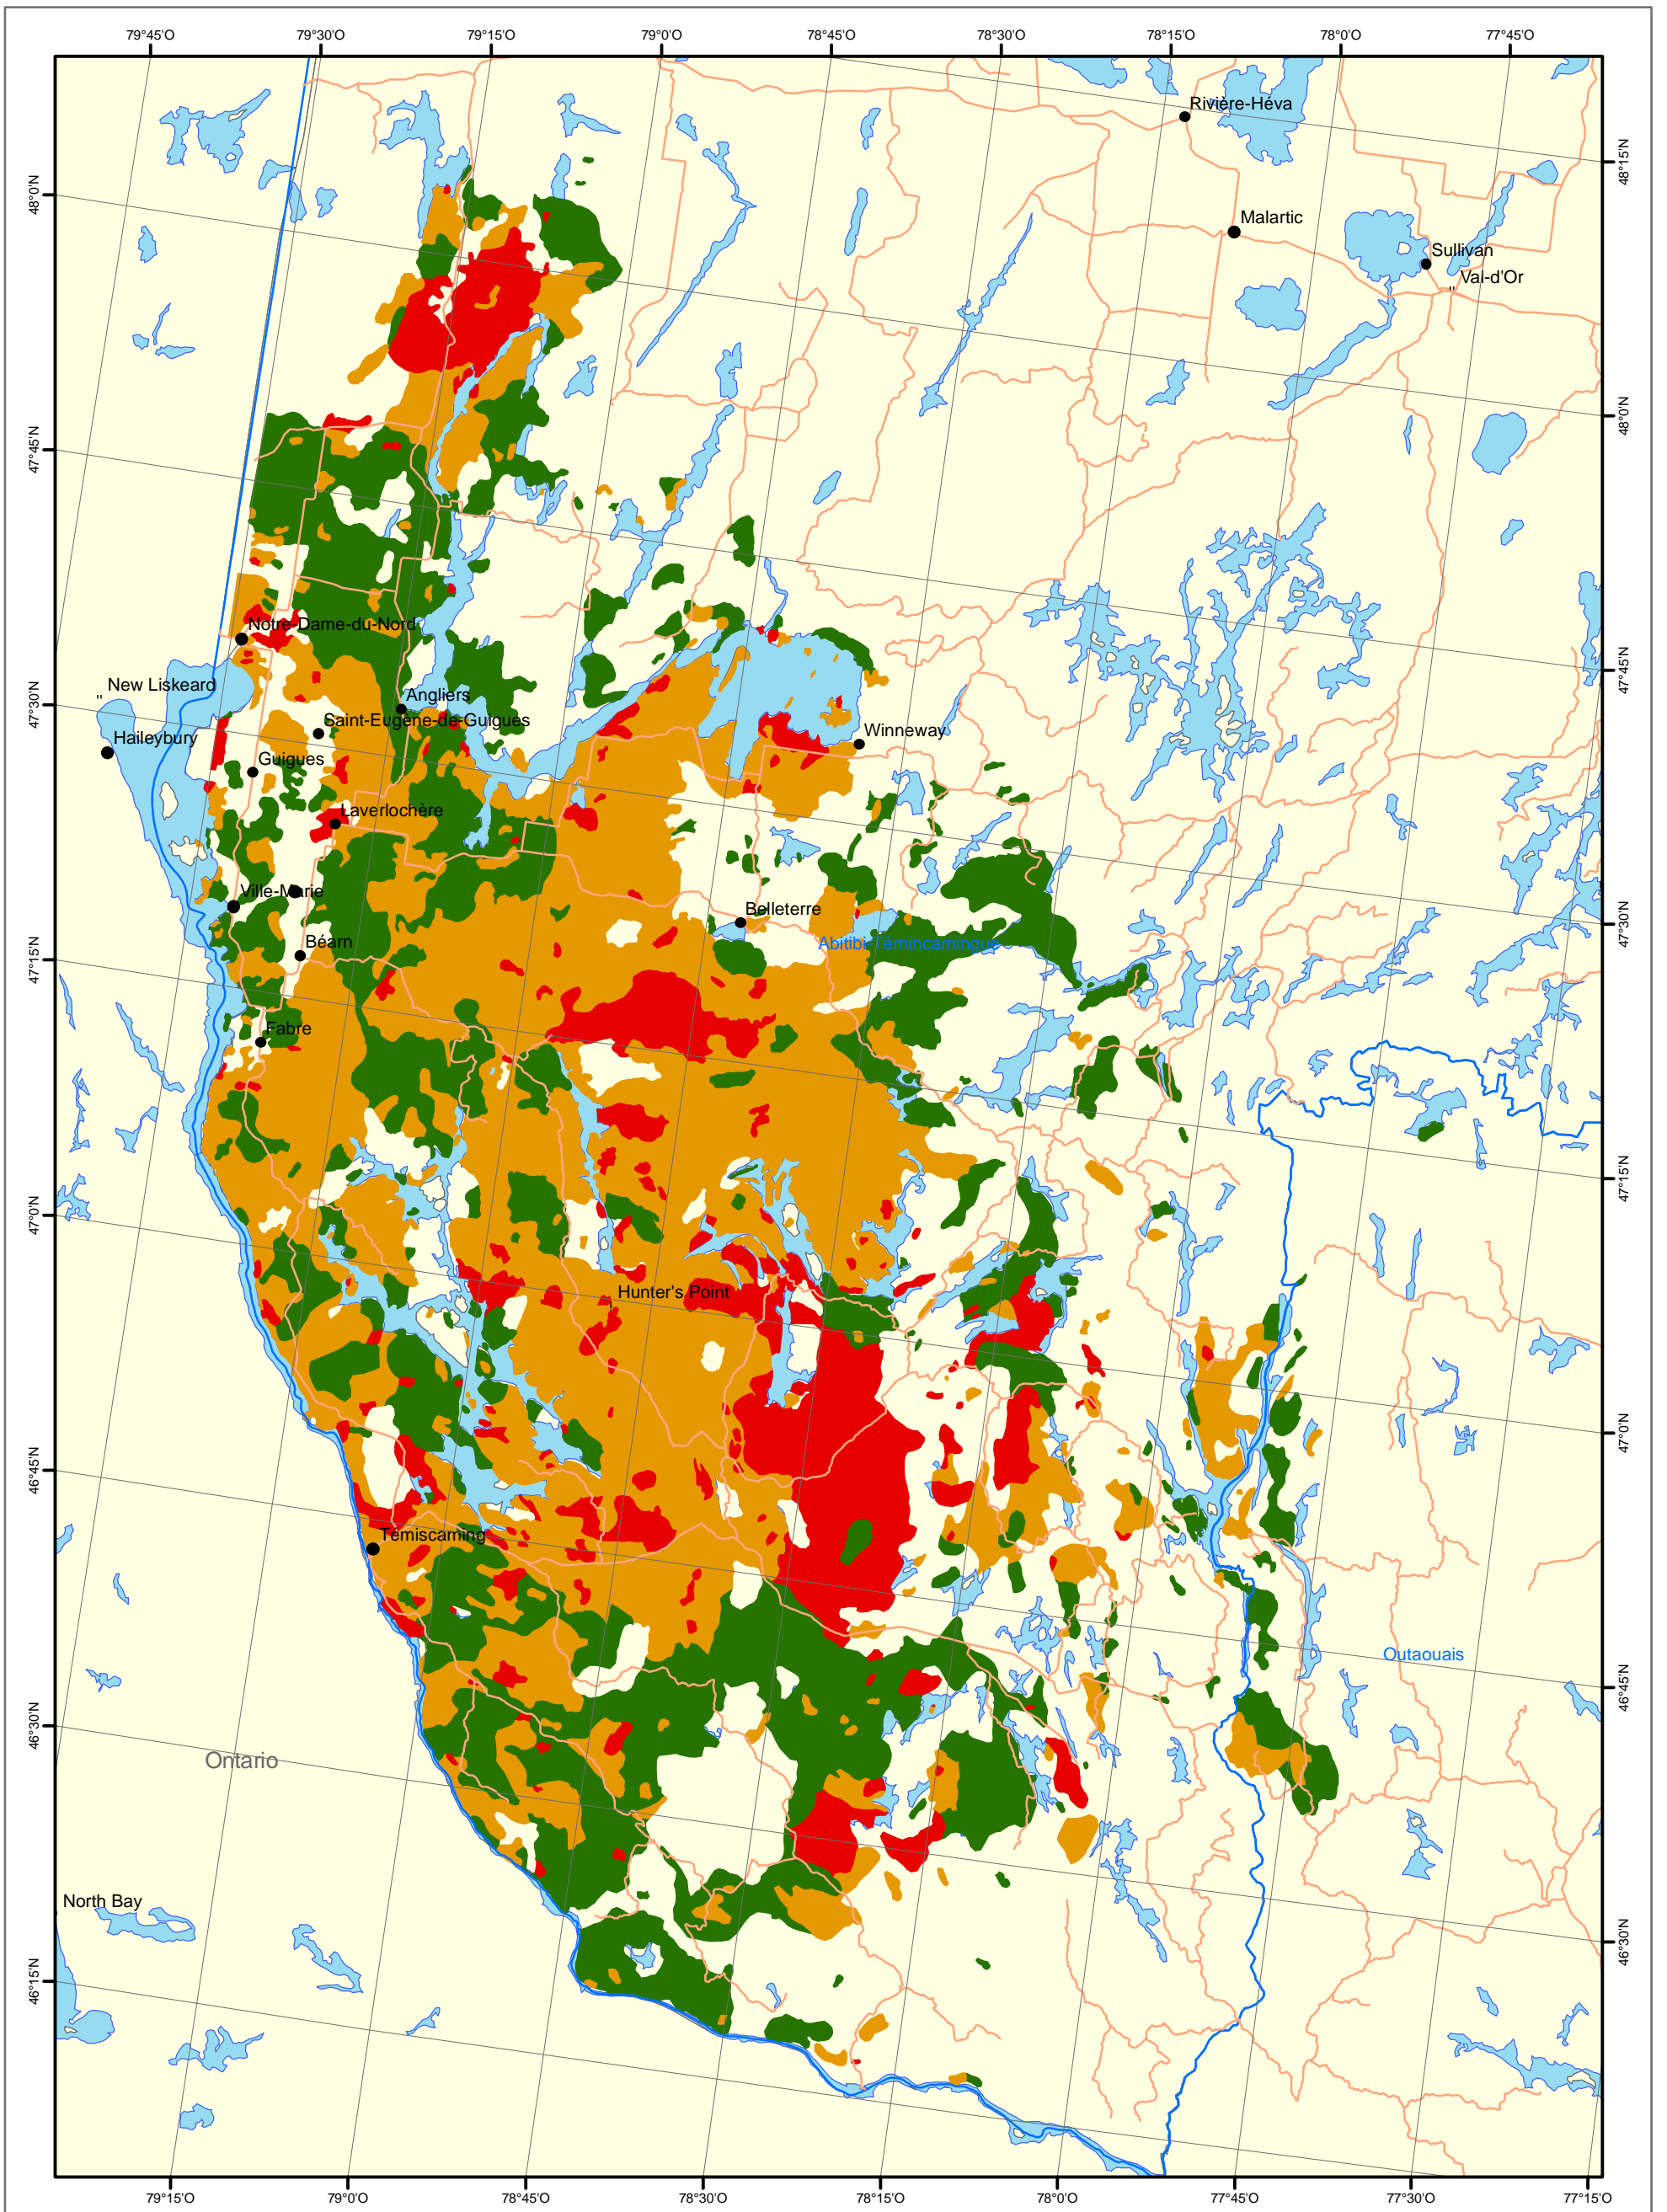 79°45'O 79°30'O 79°15'O 79°0'O 78°45'O 78°30'O 78°15'O 78°0'O 77°45'O
Rivière-Héva
48°15'N
48°0'N
Malartic
Sullivan
" Val-d'Or
48°0'N
47°45'N
Notre-Dame-du-Nord
47°45'N
New Liskeard
"
Angliers
47°30'N
Saint-Eugène-de-Guigues
Haileybury
Winneway
Guigues
Laverlochère
Ville-Marie
Belleterre
47°30'N
Abitibi-Témincamingue
Béarn
47°15'N
Fabre
47°15'N
47°0'N
Hunter's Point
47°0'N
46°45'N
Témiscaming
Outaouais
46°45'N
46°30'N
Ontario
North Bay
46°30'N
46°15'N
79°15'O 79°0'O 78°45'O 78°30'O 78°15'O 78°0'O 77°45'O 77°30'O 77°15'O